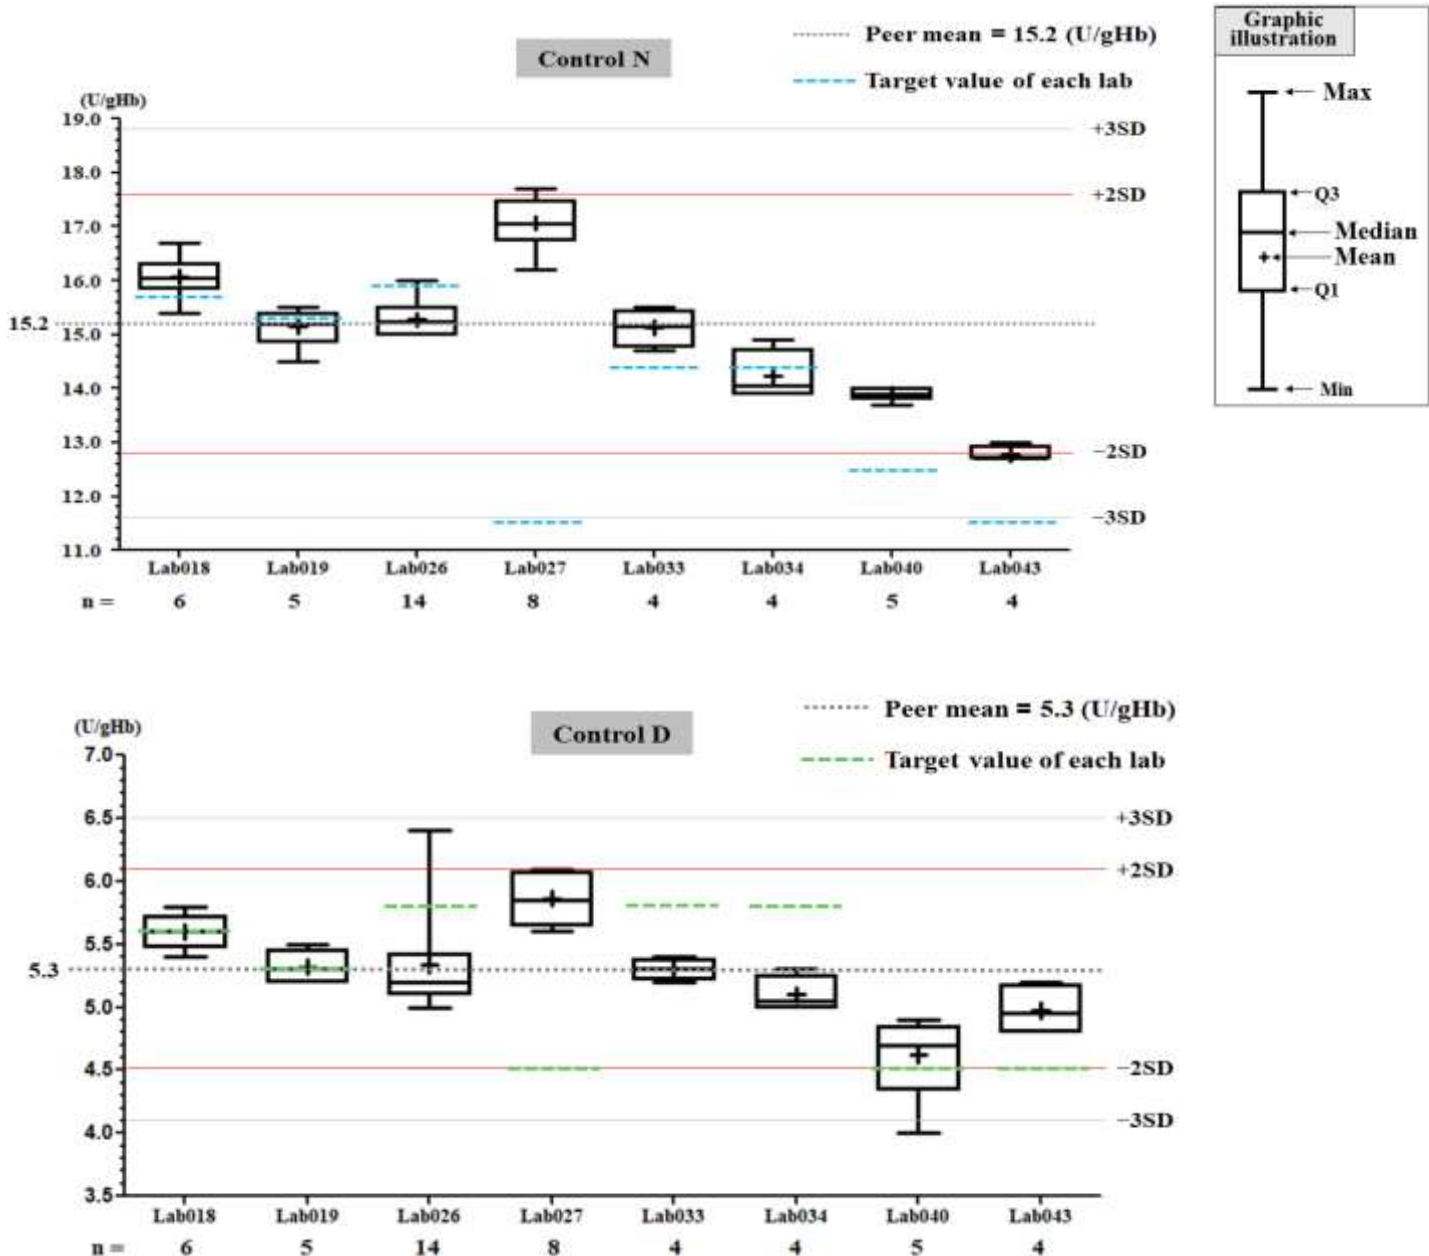 Control N
Peer mean = 15.2 (U/gHb)
Target value of each lab
Graphic
illustration
Max
Q3
Median
Mean
Q1
Min
(U/gHb)
19.0
+3SD
18.0
+2SD
17.0
16.0
15.2
15.0
14.0
13.0
−2SD
12.0
−3SD
11.0
Lab018 Lab019 Lab026 Lab027 Lab033 Lab034 Lab040 Lab043
n = 6 5 14 8 4 4 5 4
Control D
Peer mean = 5.3 (U/gHb)
Target value of each lab
(U/gHb)
7.0
6.5
+3SD
+2SD
6.0
5.5
5.3
5.0
4.5
−2SD
−3SD
4.0
3.5
Lab018 Lab019 Lab026 Lab027 Lab033 Lab034 Lab040 Lab043
n = 6 5 14 8 4 4 5 4